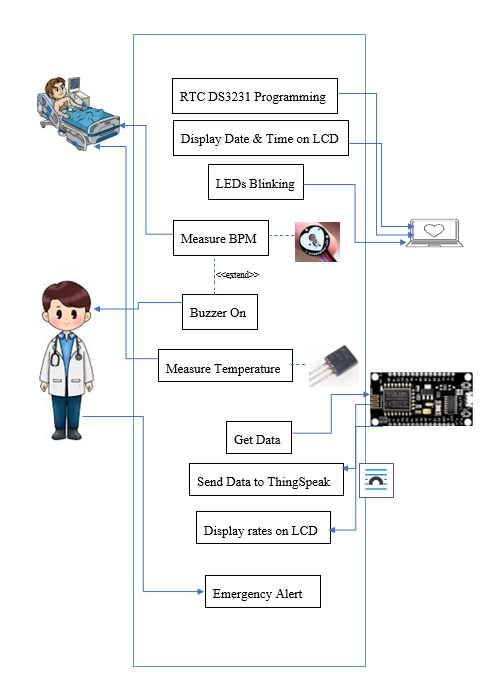 RTC DS3231 Programming
Display Date & Time on LCD
LEDs Blinking
Measure BPM
<<extend>>
Buzzer On
Measure Temperature
Get Data
Send Data to ThingSpeak
Display rates on LCD
Emergency Alert